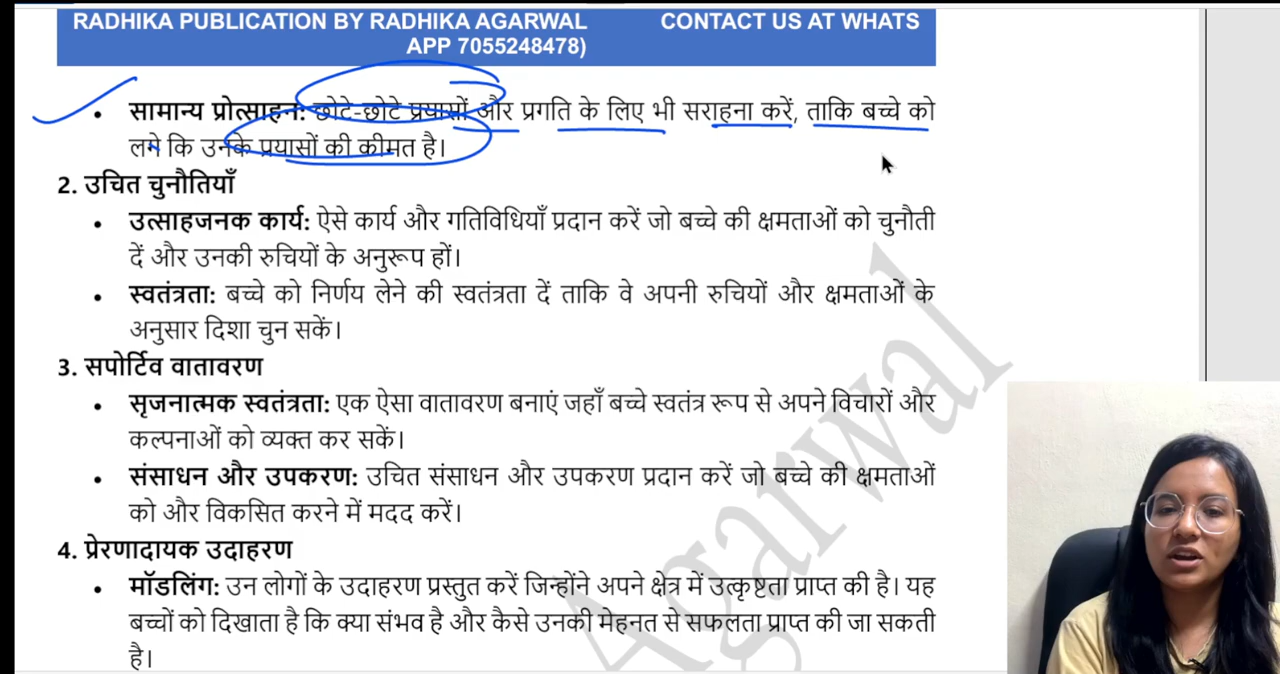 RADHIKA PUBLICATION BY RADHIKA AGARWAL CONTACT US AT WHATS
APP 7055248478)
• सामान्य प्रोत्साहन: छोटे-छोटे प्रयासों और प्रगति के लिए भी सराहना करें, ताकि बच्चे को
लगे कि उनके प्रयासों की कीमत है।
2. उचित चुनौतियाँ
• उत्साहजनक कार्य: ऐसे कार्य और गतिविधियाँ प्रदान करें जो बच्चे की क्षमताओं को चुनौती
दें और उनकी रुचियों के अनुरूप हों।
• स्वतंत्रता: बच्चे को निर्णय लेने की स्वतंत्रता दें ताकि वे अपनी रुचियों और क्षमताओं के
अनुसार दिशा चुन सकें।
3. सपोर्टिव वातावरण
• सृजनात्मक स्वतंत्रता: एक ऐसा वातावरण बनाएं जहाँ बच्चे स्वतंत्र रूप से अपने विचारों और
कल्पनाओं को व्यक्त कर सकें।
• संसाधन और उपकरण: उचित संसाधन और उपकरण प्रदान करें जो बच्चे की क्षमताओं
को और विकसित करने में मदद करें।
4. प्रेरणादायक उदाहरण
• मॉडलिंग: उन लोगों के उदाहरण प्रस्तुत करें जिन्होंने अपने क्षेत्र में उत्कृष्टता प्राप्त की है। यह
बच्चों को दिखाता है कि क्या संभव है और कैसे उनकी मेहनत से सफलता प्राप्त की जा सकती
है।
Agarwal